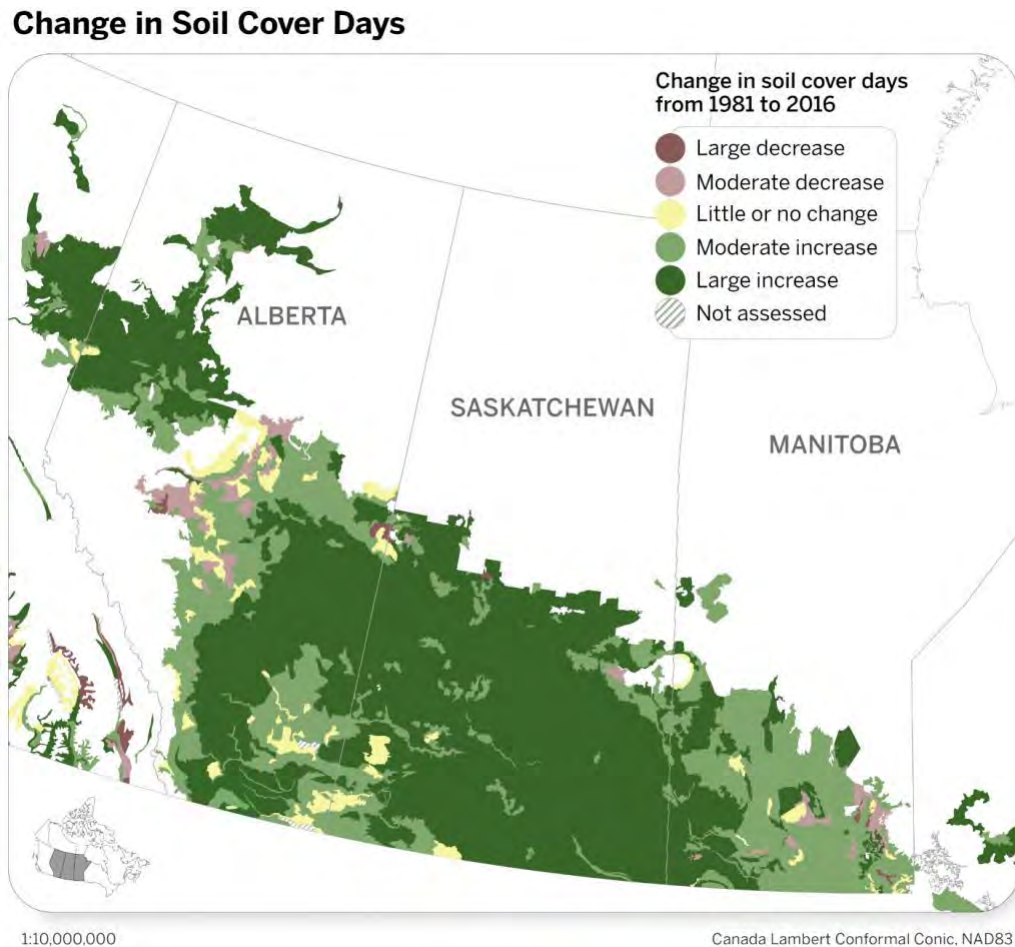 Change in Soil Cover Days
Change in soil cover days
from 1981 to 2016
Large decrease
Moderate decrease
Little or no change
Moderate increase
Large increase
Not assessed
ALBERTA
SASKATCHEWAN
MANITOBA
1:10,000,000
Canada Lambert Conformal Conic, NAD83